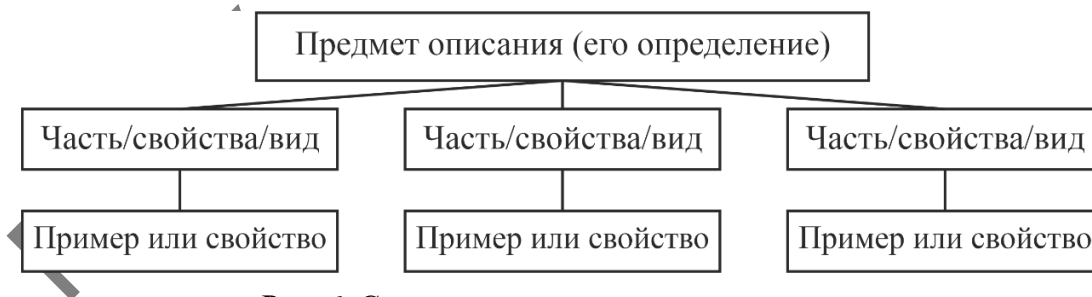 Предмет описания (его определение)
Часть/свойства/вид Часть/свойства/вид Часть/свойства/вид
Пример или свойство Пример или свойство Пример или свойство